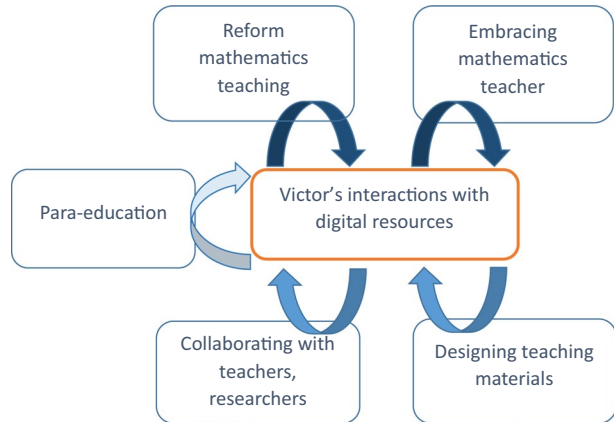 Reform
mathematics
teaching
Embracing
mathematics
teacher
Para-education
Victor’s interactions with
digital resources
Collaborating with
teachers,
researchers
Designing teaching
materials